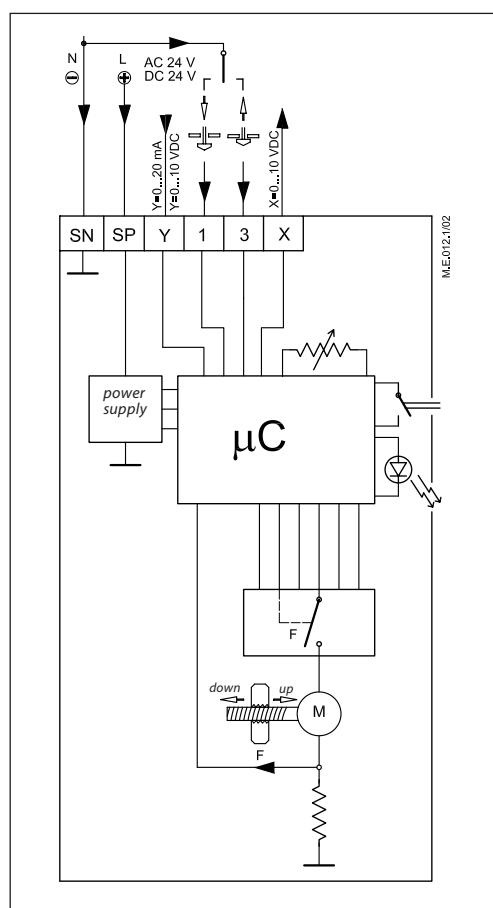 N
L
AC 24 V
DC 24 V
Y=0...20 mA
Y=0...10 VDC
X=0...10 VDC
SN SP Y 1 3 X
M.E.012.1/02
power
supply
µC
F
down up
M
F